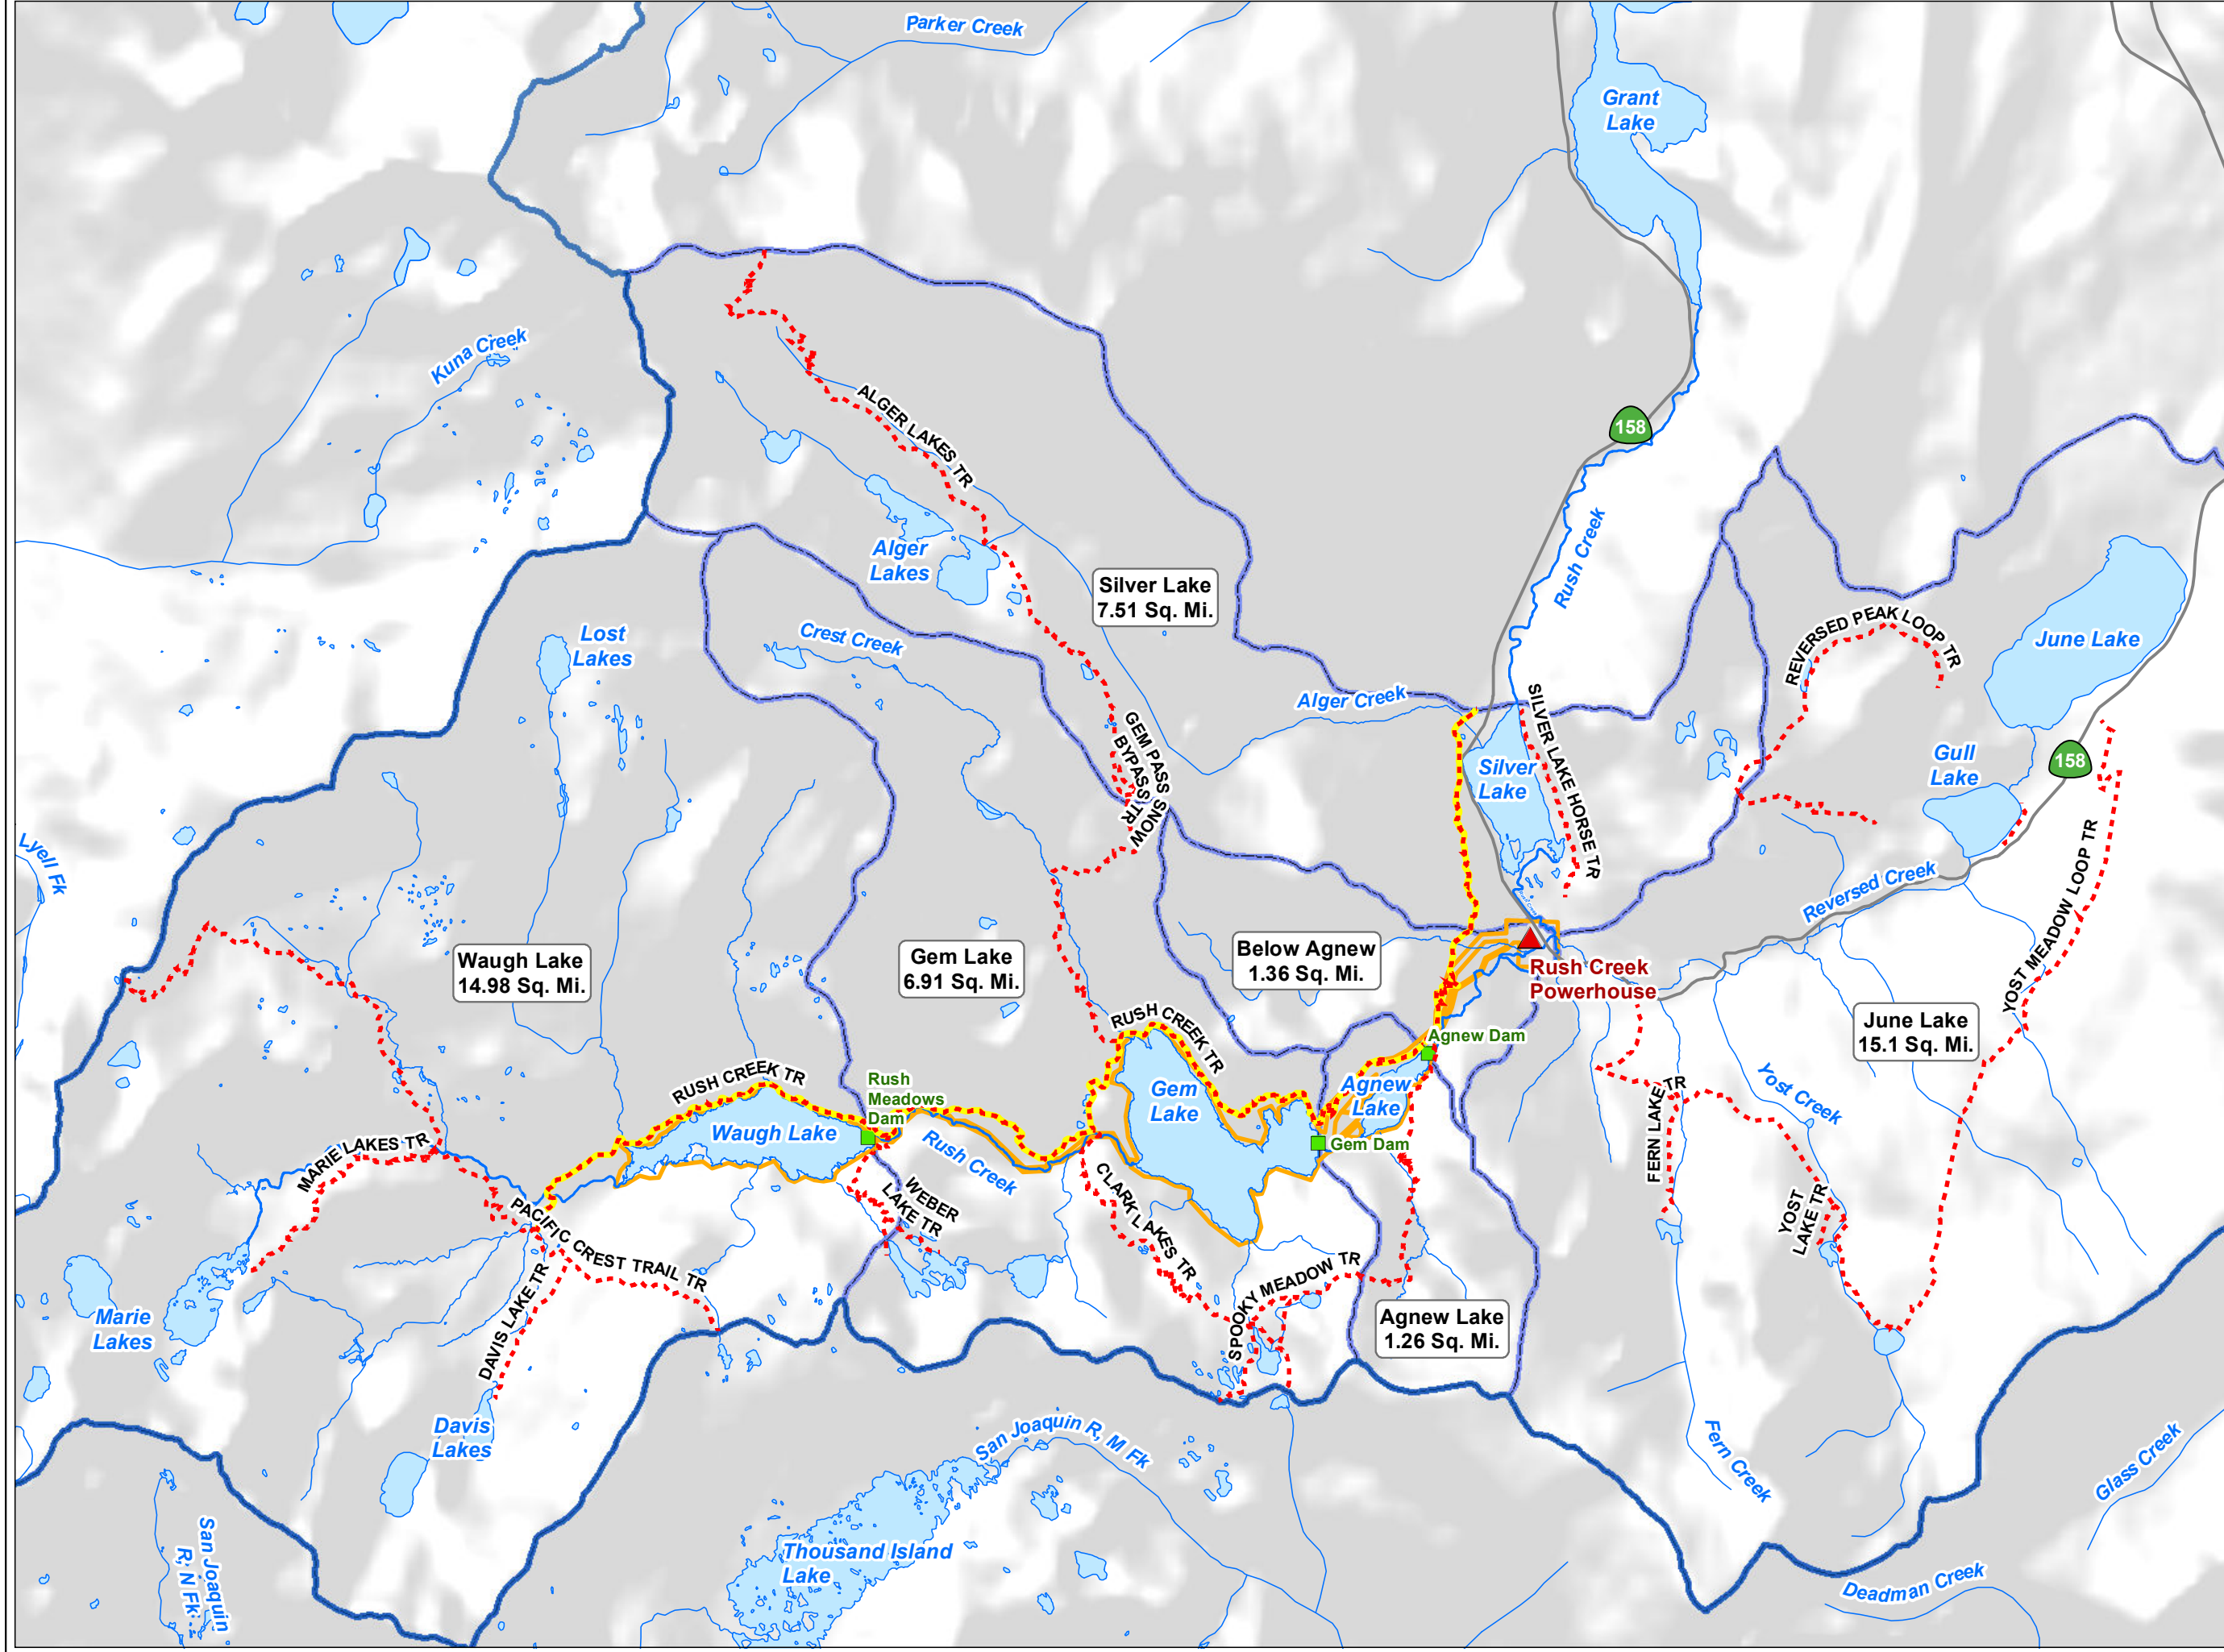 Parker Creek
Grant
Lake
Kuna Creek
158
ALGER LAKES TR
Rush Creek
Alger
Lakes
Silver Lake
7.51 Sq. Mi.
Lost
Lakes
Crest Creek
REVERSED PEAK LOOP TR
June Lake
Alger Creek
SILVER LAKE HORSE TR
GEM PASS SNOW
BYPASS TR
Silver
Lake
Gull
Lake
158
Lyell Fk
Reversed Creek
YOST MEADOW LOOP TR
Waugh Lake
14.98 Sq. Mi.
Gem Lake
6.91 Sq. Mi.
Below Agnew
1.36 Sq. Mi.
Rush Creek
Powerhouse
RUSH CREEK TR
Agnew Dam
June Lake
15.1 Sq. Mi.
RUSH CREEK TR
Rush
Meadows
Dam
Gem
Lake
Agnew
Lake
FERN LAKE TR
Yost Creek
Waugh Lake
Gem Dam
MARIE LAKES TR
Rush Creek
CLARK LAKES TR
WEBER
LAKE TR
YOST
LAKE TR
PACIFIC CREST TRAIL TR
DAVIS LAKE TR
SPOOKY MEADOW TR
Marie
Lakes
Agnew Lake
1.26 Sq. Mi.
Davis
Lakes
San Joaquin R, M Fk
Fern Creek
Glass Creek
San Joaquin
R, N Fk
Thousand Island
Lake
Deadman Creek